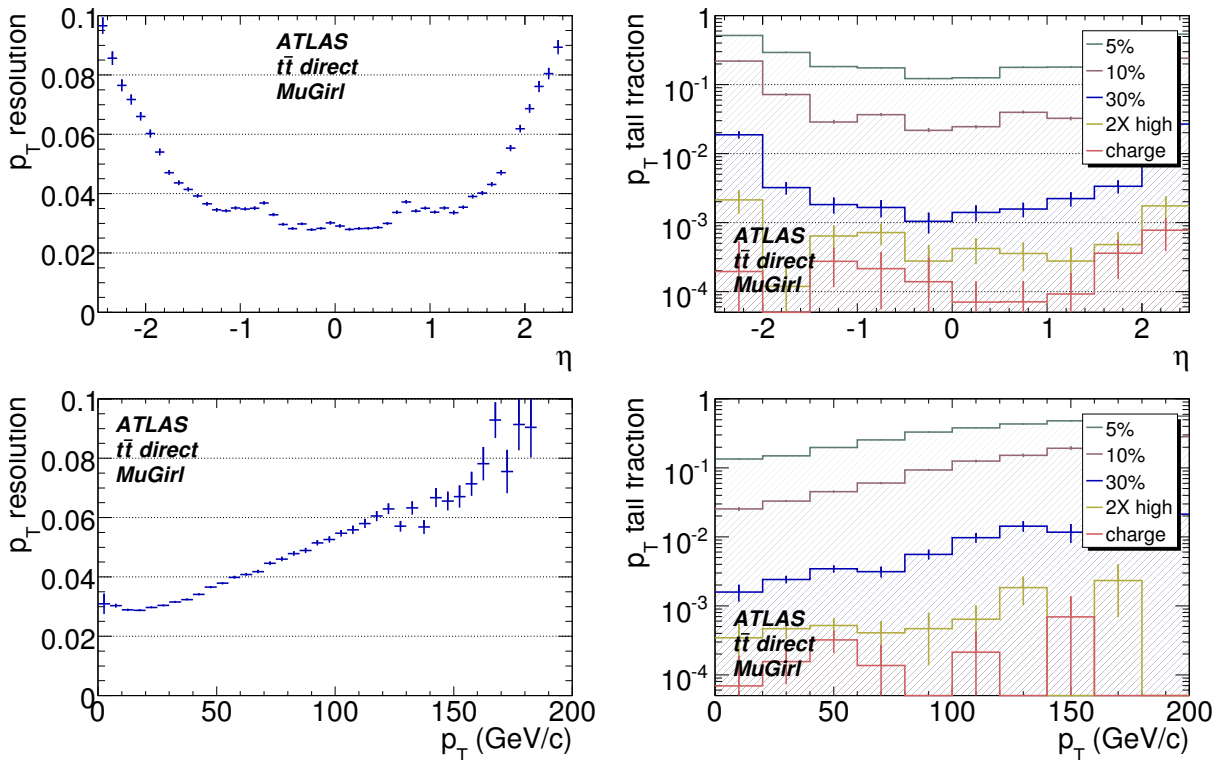 p_T resolution
0.1
0.08
0.06
0.04
0.02
0
ATLAS
tt̄ direct
MuGirl
-2 -1 0 1 2
η
p_T tail fraction
1
10^-1
10^-2
10^-3
10^-4
5%
10%
30%
2X high
charge
ATLAS
tt̄ direct
MuGirl
-2 -1 0 1 2
η
p_T resolution
0.1
0.08
0.06
0.04
0.02
0
ATLAS
tt̄ direct
MuGirl
0 50 100 150 200
p_T (GeV/c)
p_T tail fraction
1
10^-1
10^-2
10^-3
10^-4
5%
10%
30%
2X high
charge
ATLAS
tt̄ direct
MuGirl
0 50 100 150 200
p_T (GeV/c)